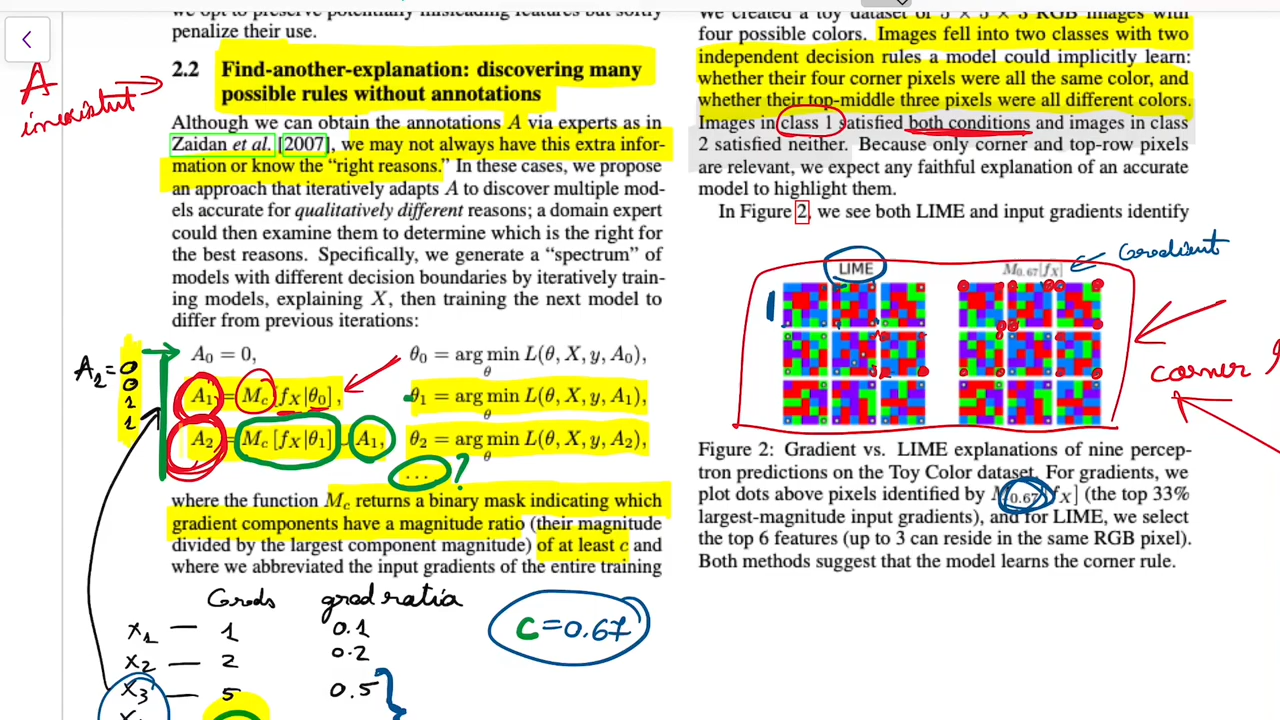 we opt to preserve potentially misleading features but softly
penalize their use.
A
inexistent
2.2 Find-another-explanation: discovering many
possible rules without annotations
Although we can obtain the annotations A via experts as in
Zaidan et al. [2007], we may not always have this extra infor-
mation or know the “right reasons.” In these cases, we propose
an approach that iteratively adapts A to discover multiple mod-
els accurate for qualitatively different reasons; a domain expert
could then examine them to determine which is the right for
the best reasons. Specifically, we generate a “spectrum” of
models with different decision boundaries by iteratively train-
ing models, explaining X, then training the next model to
differ from previous iterations:
A₀ = 0, θ₀ = arg min L(θ, X, y, A₀),
θ
A₁ = M_c [f_X|θ₀], θ₁ = arg min L(θ, X, y, A₁),
θ
A₂ = M_c [f_X|θ₁] ∪ A₁, θ₂ = arg min L(θ, X, y, A₂),
θ
... ?
A₂ =
0
0
1
1
where the function M_c returns a binary mask indicating which
gradient components have a magnitude ratio (their magnitude
divided by the largest component magnitude) of at least c and
where we abbreviated the input gradients of the entire training
Grads grad ratia
x₁ — 1 0.1
x₂ — 2 0.2
x₃ — 5 0.5
C=0.67
We created a toy dataset of 5 × 5 × 3 RGB images with
four possible colors. Images fell into two classes with two
independent decision rules a model could implicitly learn:
whether their four corner pixels were all the same color, and
whether their top-middle three pixels were all different colors.
Images in class 1 satisfied both conditions and images in class
2 satisfied neither. Because only corner and top-row pixels
are relevant, we expect any faithful explanation of an accurate
model to highlight them.
In Figure 2, we see both LIME and input gradients identify
LIME M₀.₆₇[f_X] Gradient
1
corner
Figure 2: Gradient vs. LIME explanations of nine percep-
tron predictions on the Toy Color dataset. For gradients, we
plot dots above pixels identified by M₀.₆₇[f_X] (the top 33%
largest-magnitude input gradients), and for LIME, we select
the top 6 features (up to 3 can reside in the same RGB pixel).
Both methods suggest that the model learns the corner rule.